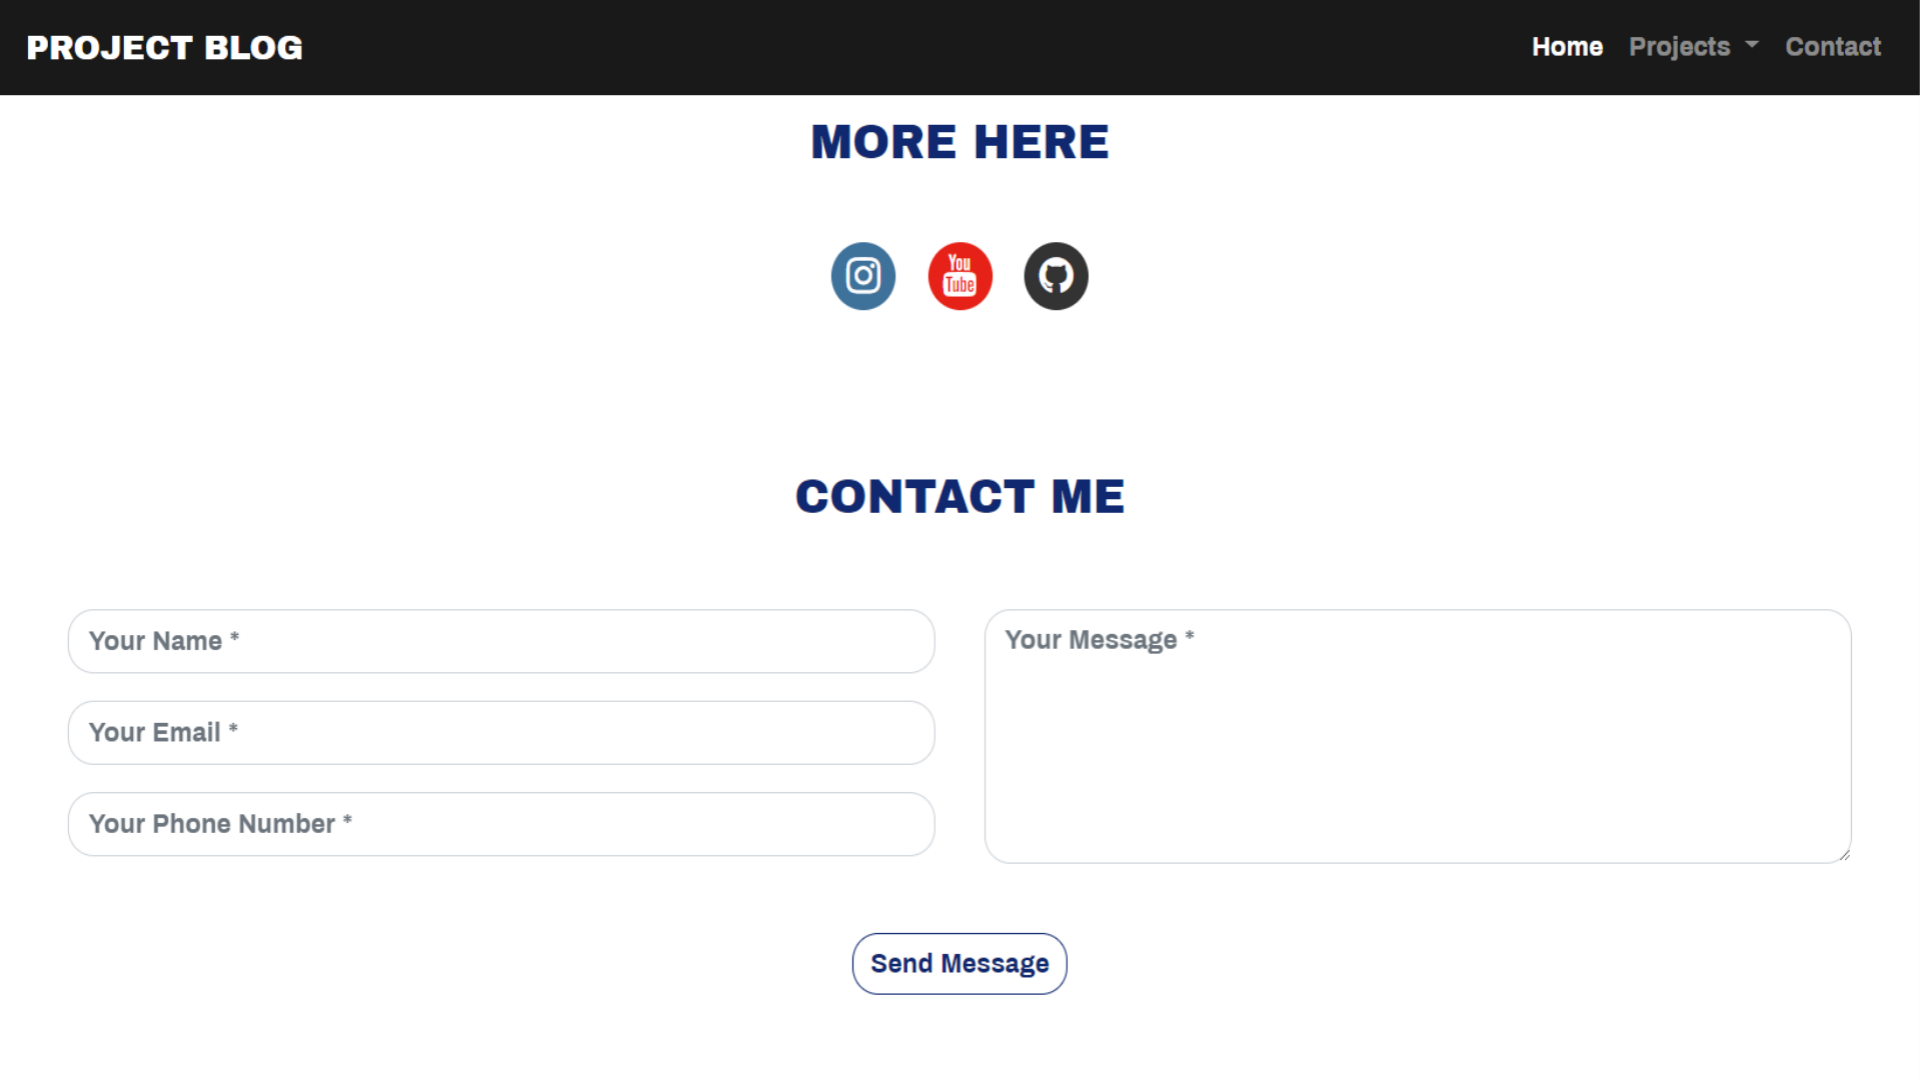 PROJECT BLOG
Home Projects Contact
MORE HERE
You
Tube
CONTACT ME
Your Name *
Your Email *
Your Phone Number *
Your Message *
Send Message